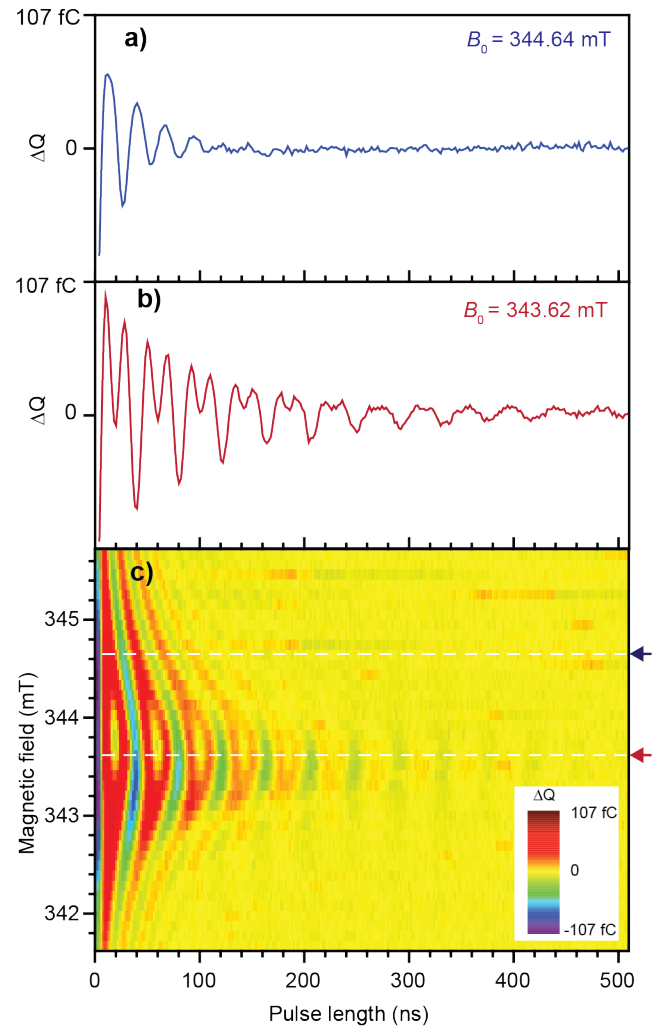 107 fC
a)
B0 = 344.64 mT
ΔQ
0
107 fC
b)
B0 = 343.62 mT
ΔQ
0
c)
345
344
343
342
Magnetic field (mT)
ΔQ
107 fC
0
-107 fC
0 100 200 300 400 500
Pulse length (ns)